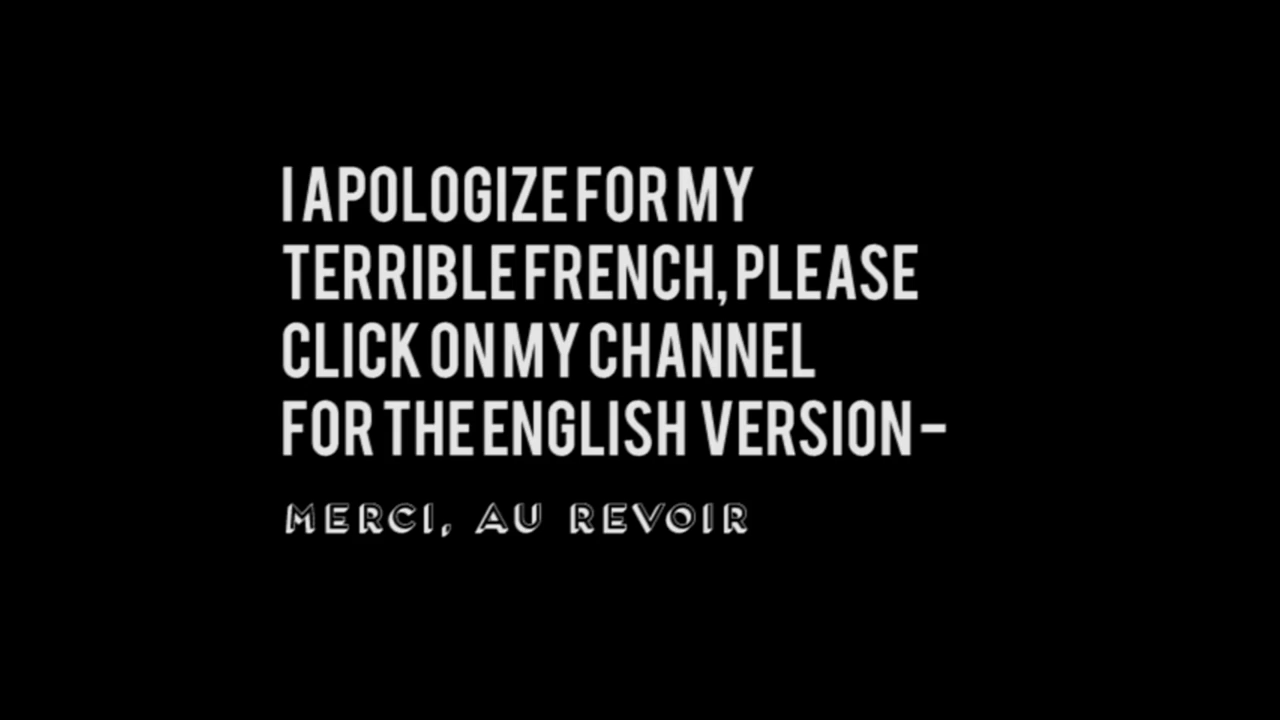 I APOLOGIZE FOR MY
TERRIBLE FRENCH, PLEASE
CLICK ON MY CHANNEL
FOR THE ENGLISH VERSION -
MERCI, AU REVOIR